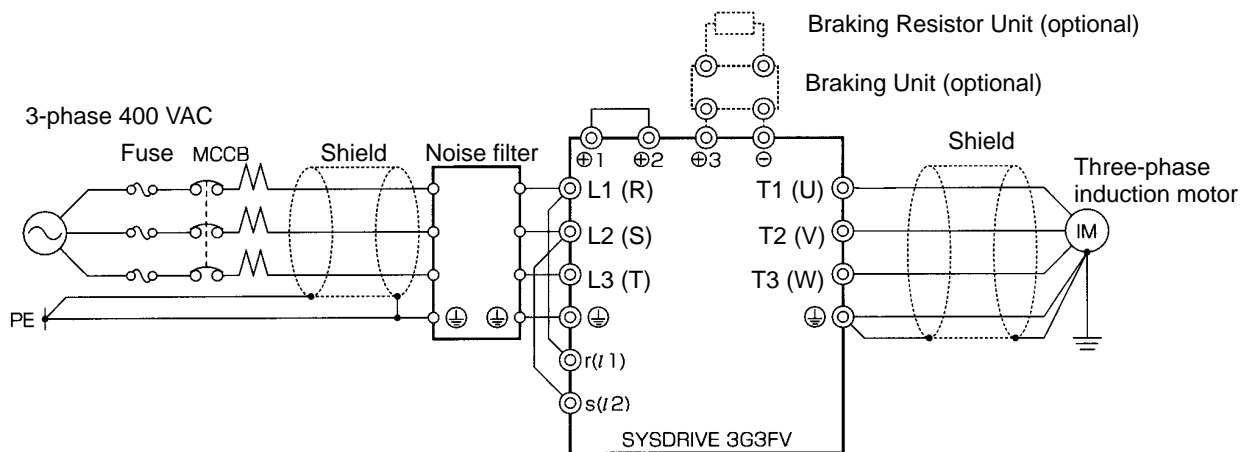 Braking Resistor Unit (optional)
Braking Unit (optional)
3-phase 400 VAC
Fuse MCCB Shield Noise filter
⊕1 ⊕2 ⊕3 ⊖
Shield
Three-phase
induction motor
L1 (R) T1 (U)
L2 (S) T2 (V) IM
L3 (T) T3 (W)
PE
r(ℓ1)
s(ℓ2)
SYSDRIVE 3G3FV